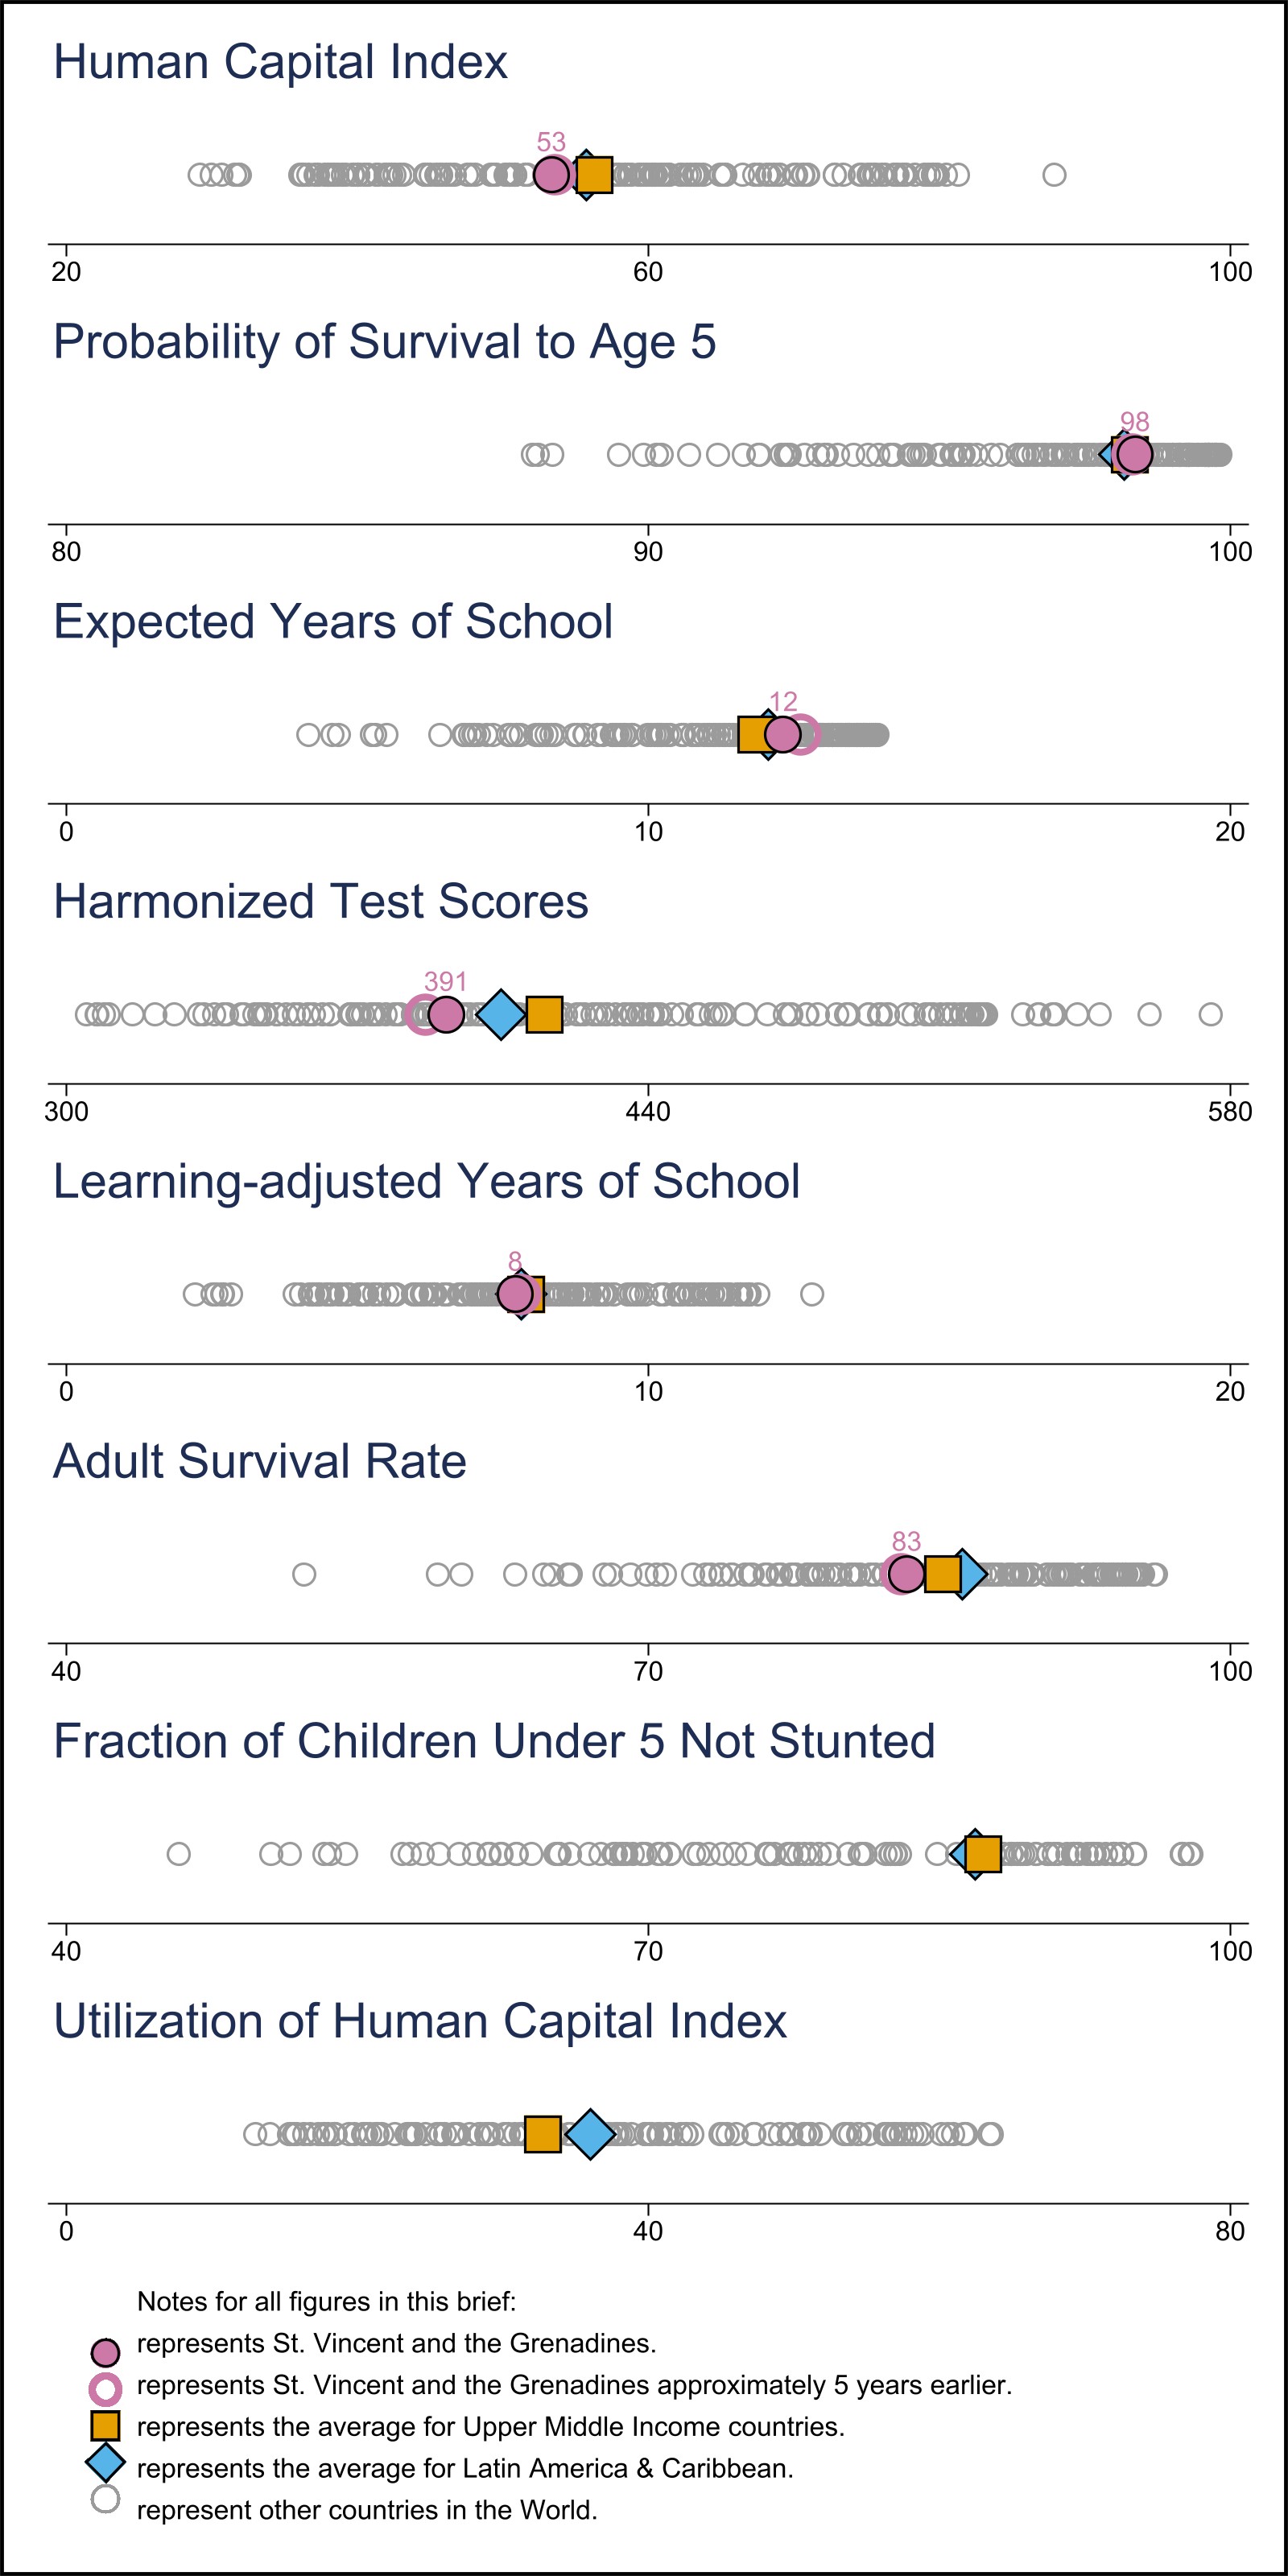 Human Capital Index
53
20 60 100
Probability of Survival to Age 5
98
80 90 100
Expected Years of School
12
0 10 20
Harmonized Test Scores
391
300 440 580
Learning-adjusted Years of School
8
0 10 20
Adult Survival Rate
83
40 70 100
Fraction of Children Under 5 Not Stunted
40 70 100
Utilization of Human Capital Index
0 40 80
Notes for all figures in this brief:
represents St. Vincent and the Grenadines.
represents St. Vincent and the Grenadines approximately 5 years earlier.
represents the average for Upper Middle Income countries.
represents the average for Latin America & Caribbean.
represent other countries in the World.